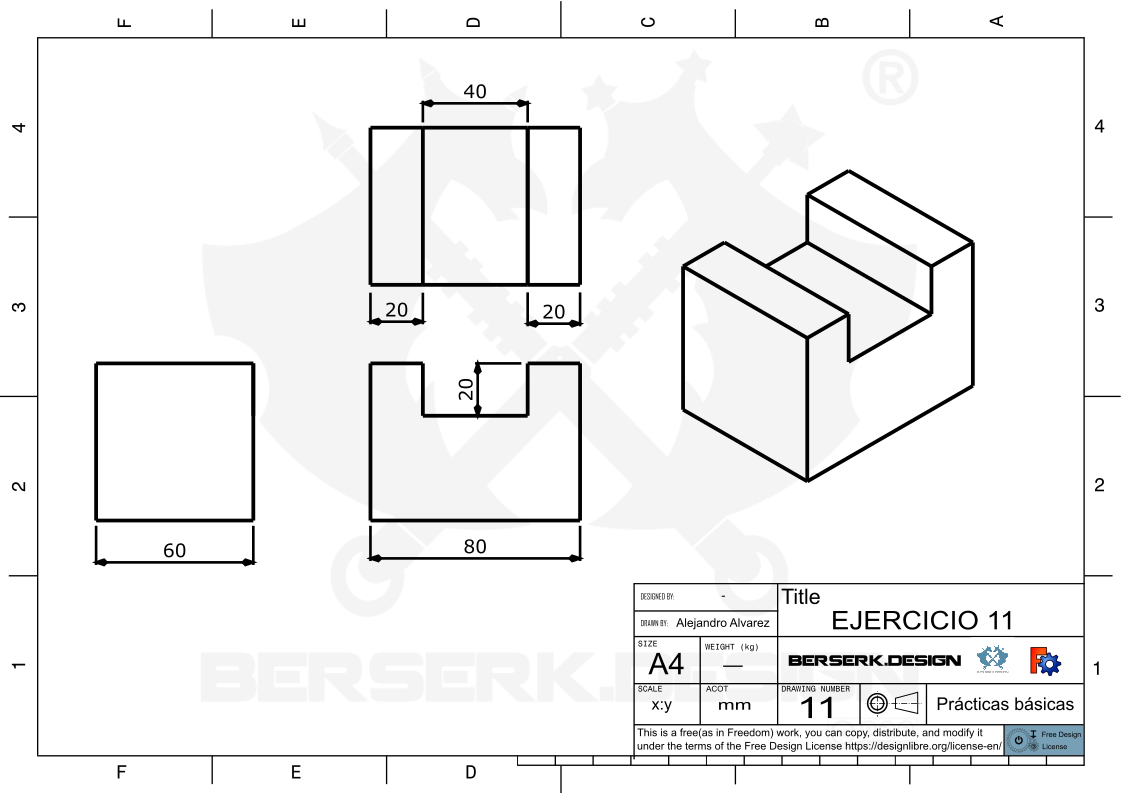 F E D C B A
®
4 4
40
3 3
20 20
20
2 2
60 80
DESIGNED BY: -
DRAWN BY: Alejandro Alvarez
Title
EJERCICIO 11
SIZE
A4
WEIGHT (kg)
—
BERSERK.DESIGN
BERSERK.DESIGN
1 1
SCALE
x:y
ACOT
mm
DRAWING NUMBER
11
Prácticas básicas
This is a free(as in Freedom) work, you can copy, distribute, and modify it
under the terms of the Free Design License https://designlibre.org/license-en/
Free Design
License
F E D